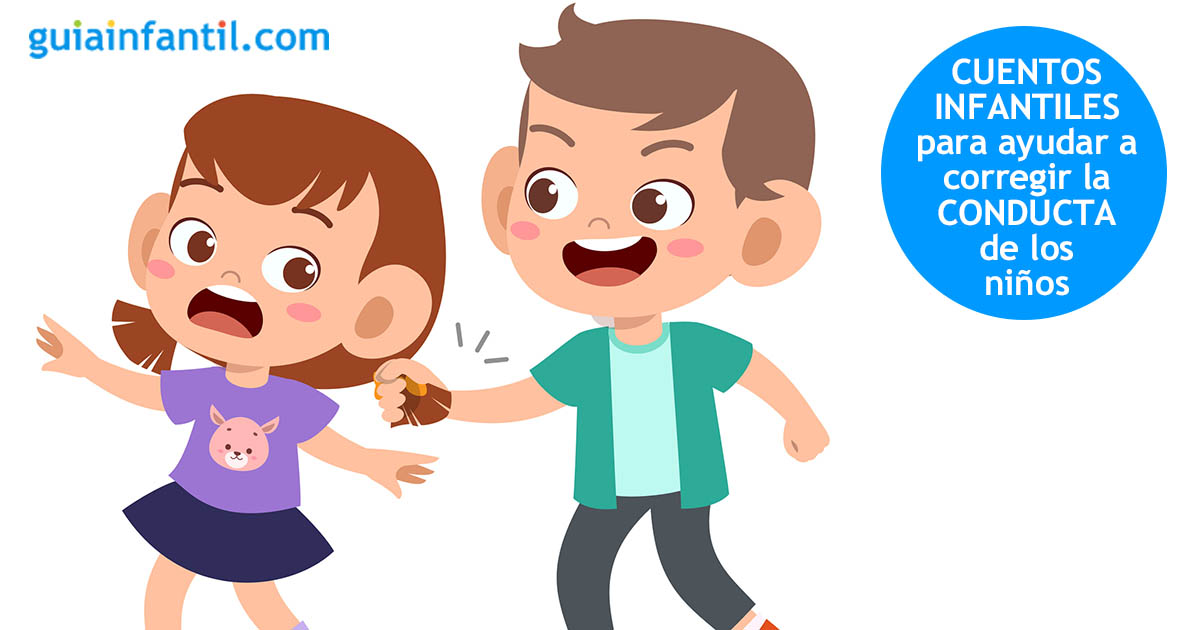 guiainfantil.com
CUENTOS
INFANTILES
para ayudar a
corregir la
CONDUCTA
de los
niños